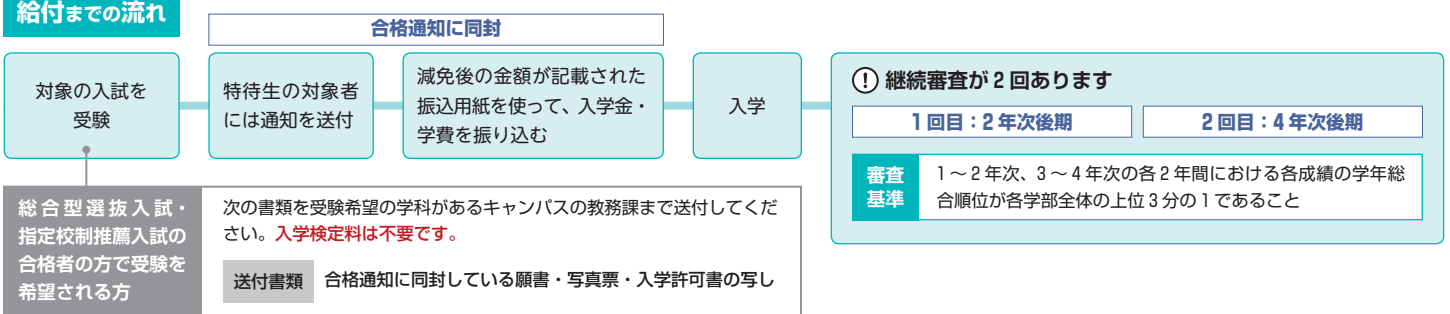 給付までの流れ
合格通知に同封
対象の入試を
受験
特待生の対象者
には通知を送付
減免後の金額が記載された
振込用紙を使って、入学金・
学費を振り込む
入学
! 継続審査が2回あります
1回目：2年次後期
2回目：4年次後期
審査
基準
1～2年次、3～4年次の各2年間における各成績の学年総
合順位が各学部全体の上位3分の1であること
総合型選抜入試・
指定校制推薦入試の
合格者の方で受験を
希望される方
次の書類を受験希望の学科があるキャンパスの教務課まで送付してくだ
さい。入学検定料は不要です。
送付書類 合格通知に同封している願書・写真票・入学許可書の写し